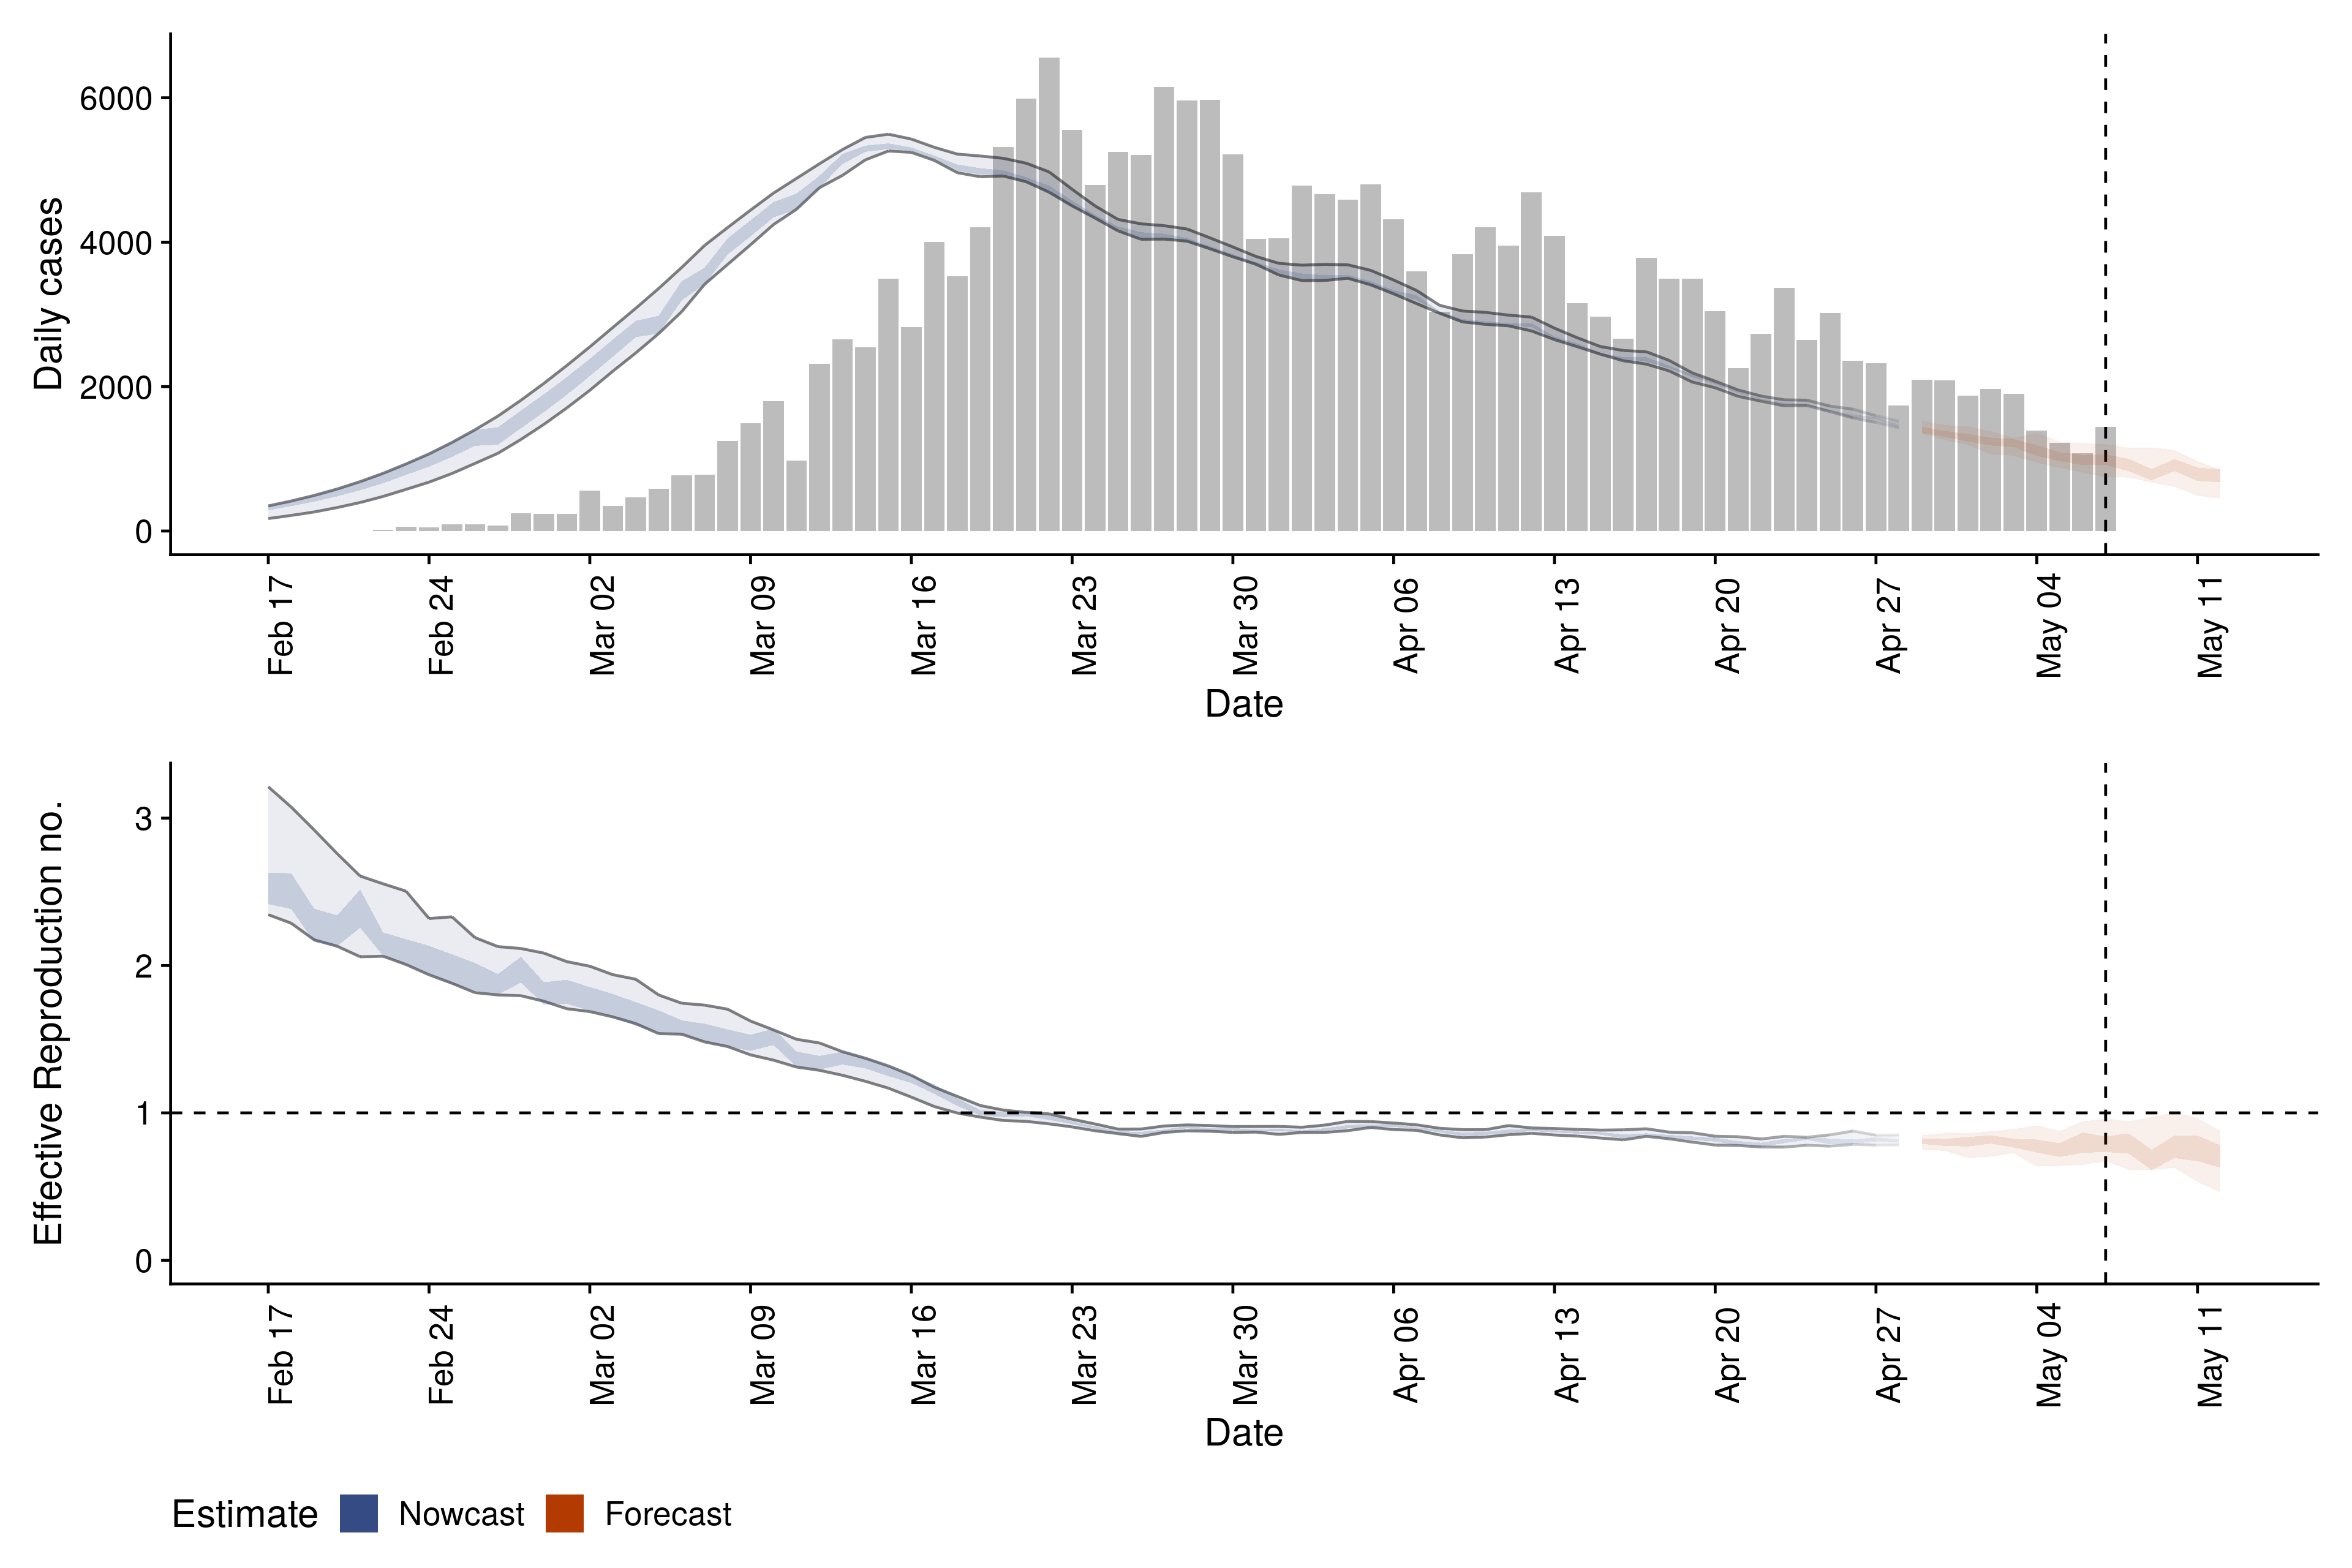 Daily cases
6000
4000
2000
0
Feb 17
Feb 24
Mar 02
Mar 09
Mar 16
Mar 23
Mar 30
Apr 06
Apr 13
Apr 20
Apr 27
May 04
May 11
Date
Effective Reproduction no.
3
2
1
0
Feb 17
Feb 24
Mar 02
Mar 09
Mar 16
Mar 23
Mar 30
Apr 06
Apr 13
Apr 20
Apr 27
May 04
May 11
Date
Estimate Nowcast Forecast